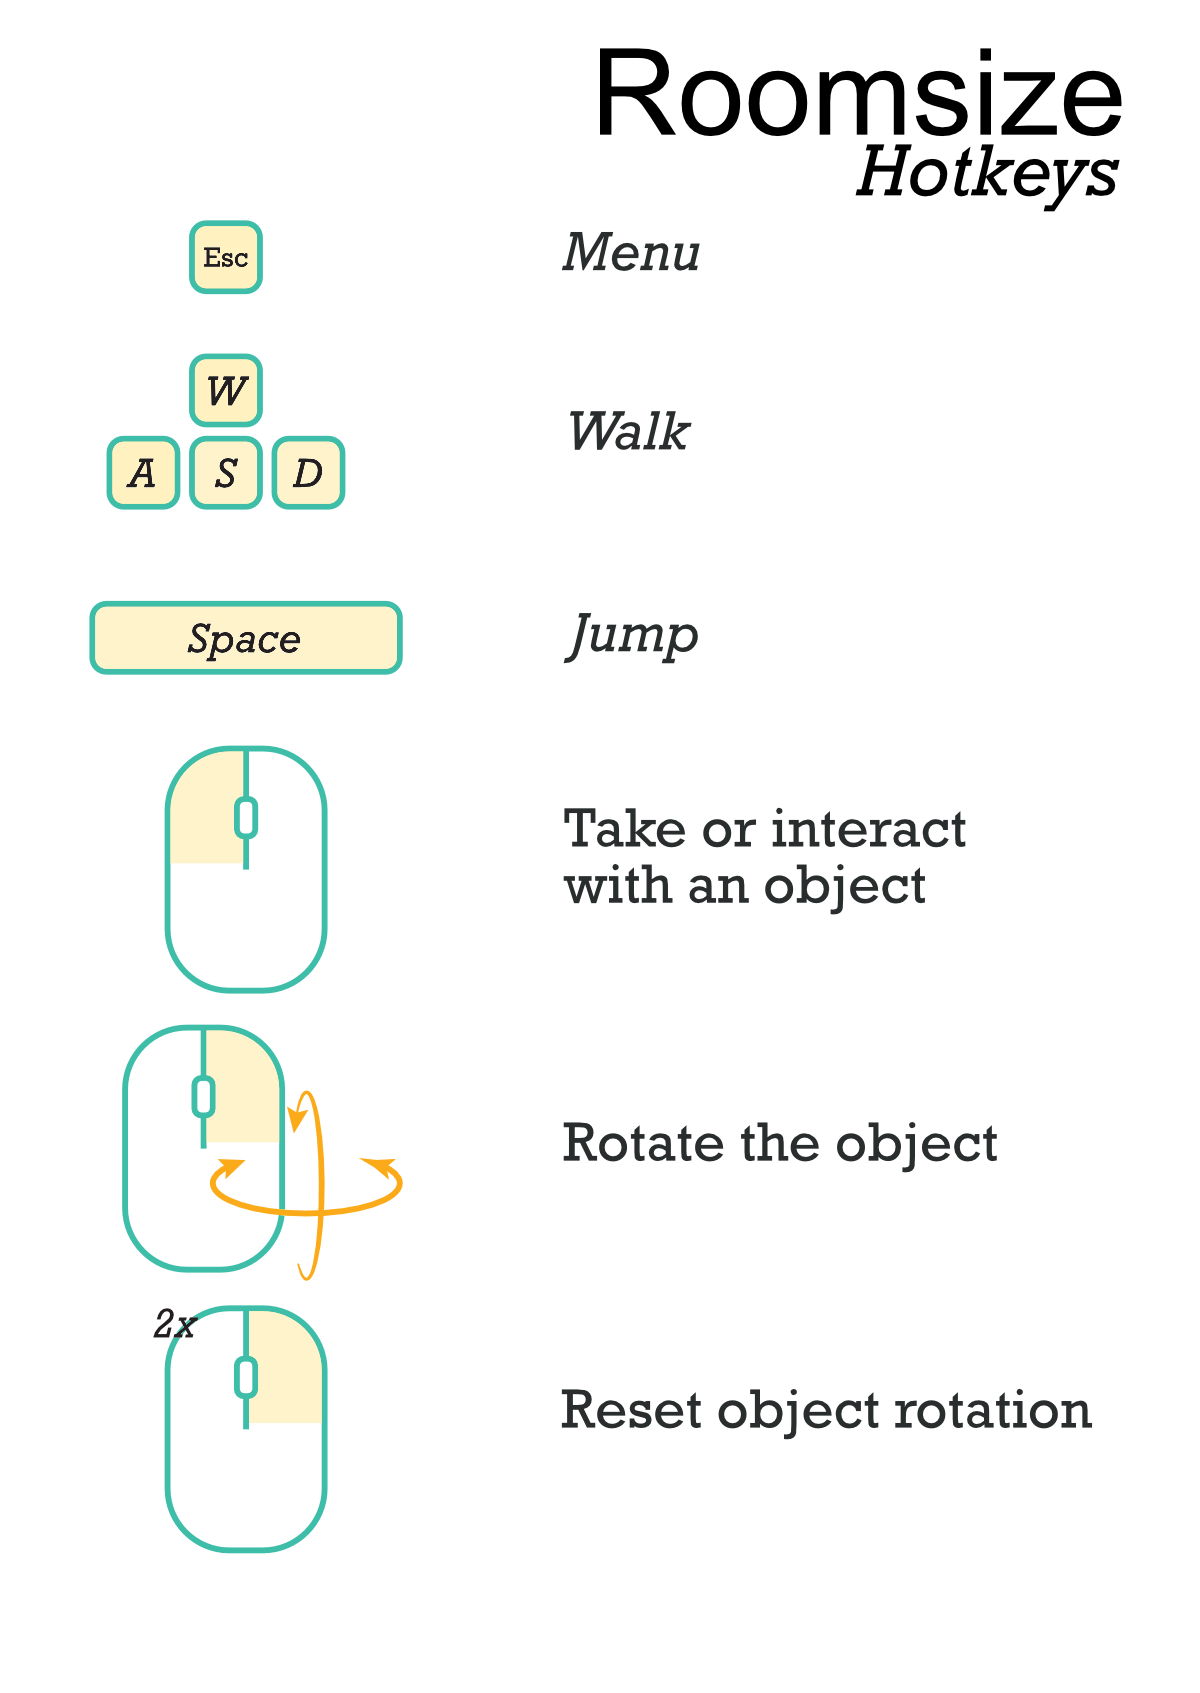 Roomsize
Hotkeys
Esc
Menu
W
A S D
Walk
Space
Jump
Take or interact
with an object
Rotate the object
2x
Reset object rotation